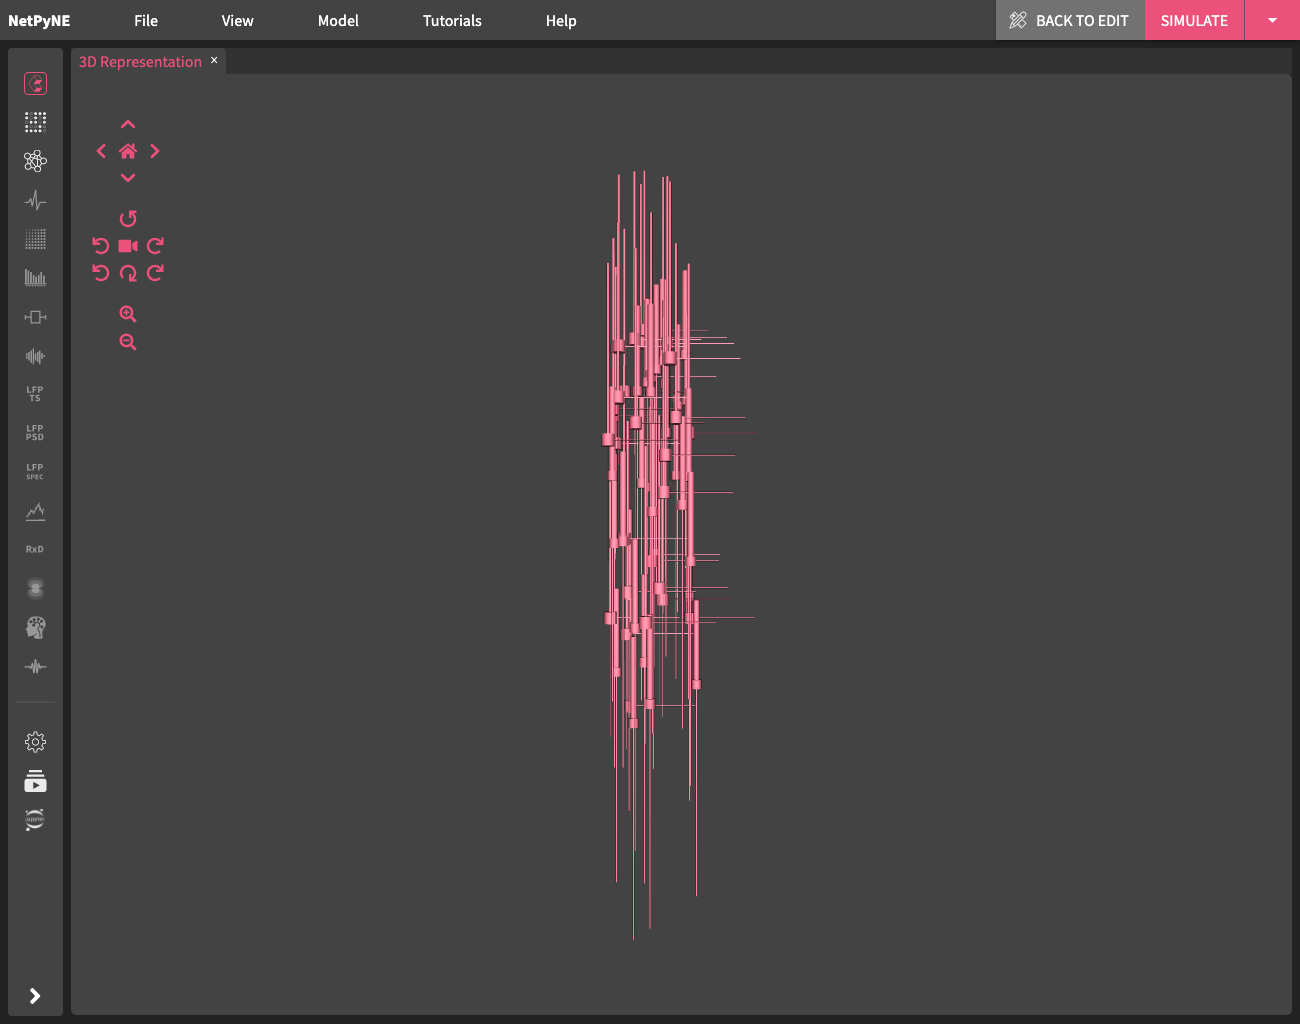 NetPyNE File View Model Tutorials Help BACK TO EDIT SIMULATE
3D Representation ×
LFP
TS
LFP
PSD
LFP
SPEC
RxD
jupyter